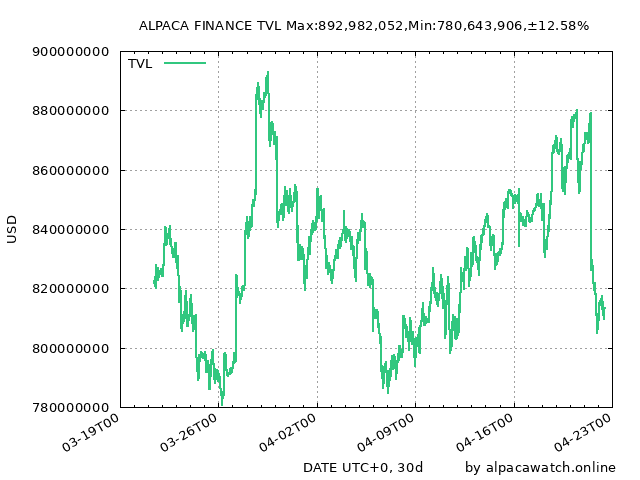 ALPACA FINANCE TVL Max:892,982,052,Min:780,643,906,±12.58%
900000000
TVL
880000000
860000000
840000000
USD
820000000
800000000
780000000
03-19T00
03-26T00
04-02T00
04-09T00
04-16T00
04-23T00
DATE UTC+0, 30d
by alpacawatch.online